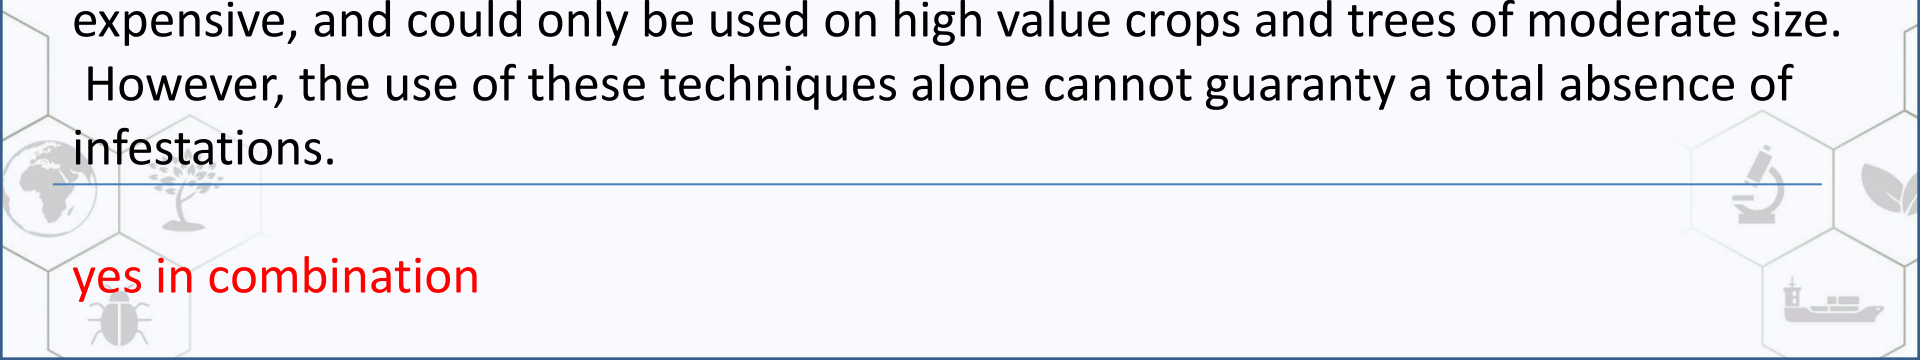 expensive, and could only be used on high value crops and trees of moderate size.
However, the use of these techniques alone cannot guaranty a total absence of
infestations.
yes in combination